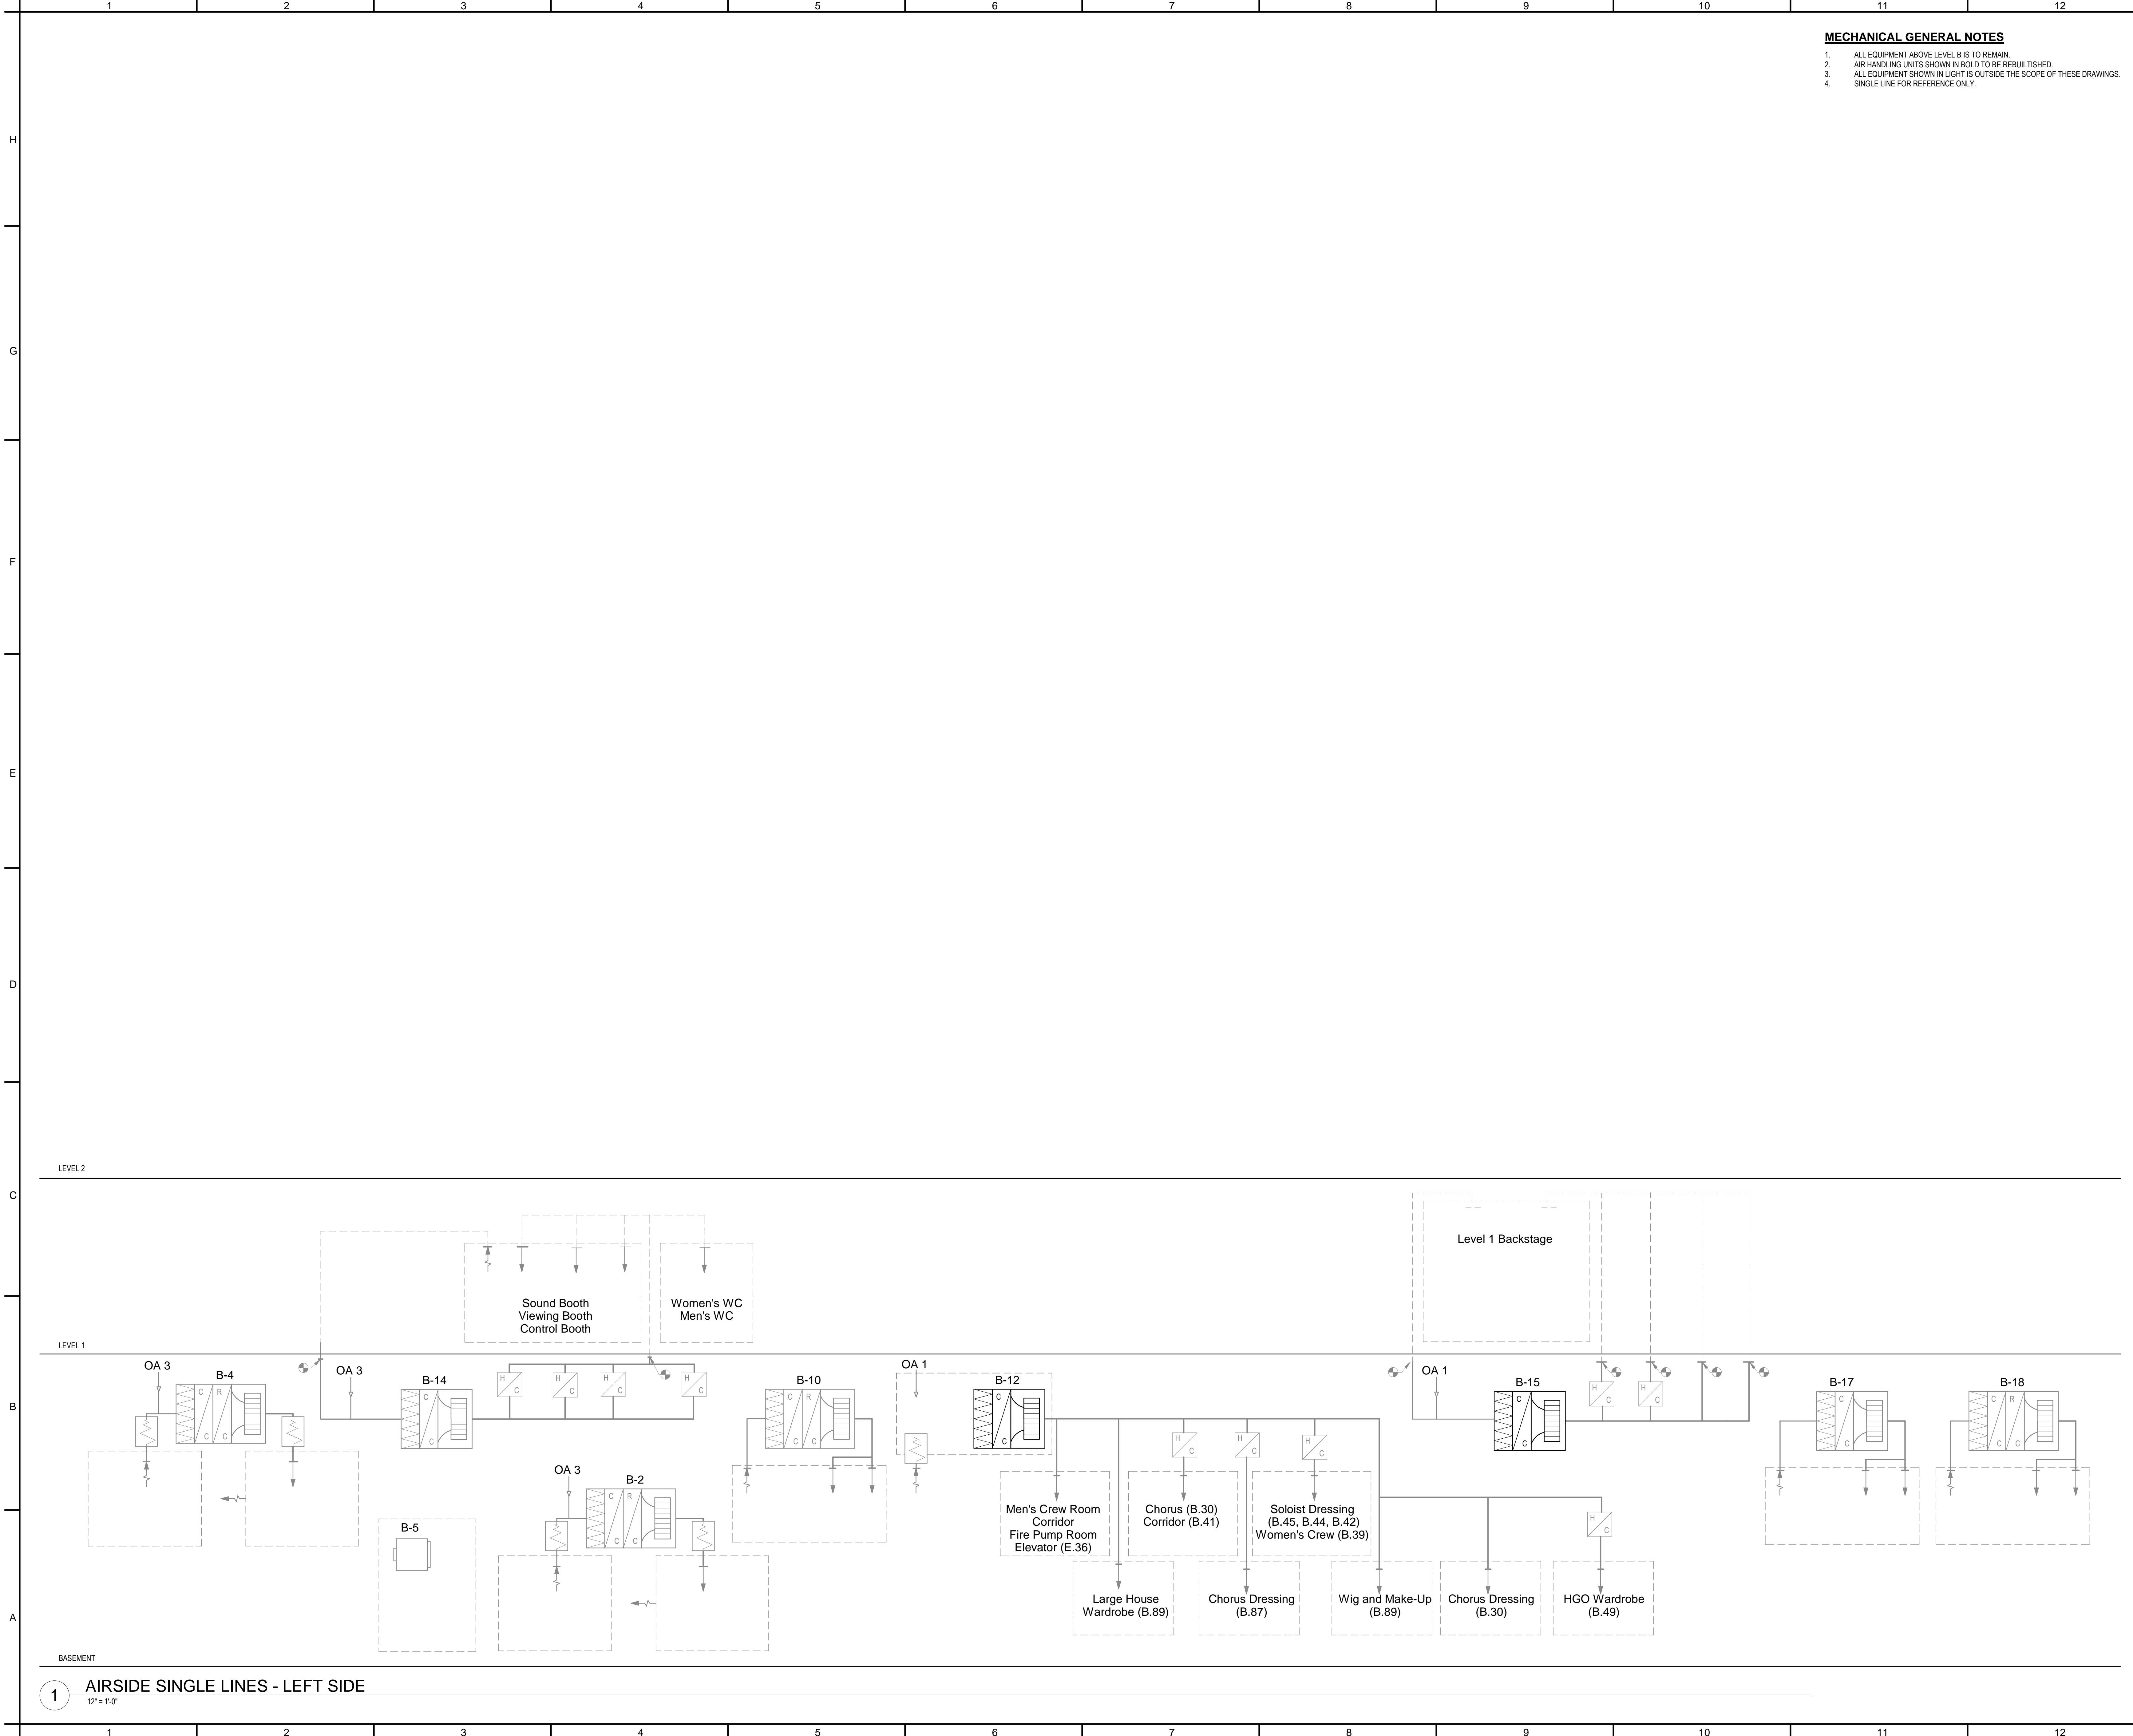 1 2 3 4 5 6 7 8 9 10 11 12
MECHANICAL GENERAL NOTES
1. ALL EQUIPMENT ABOVE LEVEL B IS TO REMAIN.
2. AIR HANDLING UNITS SHOWN IN BOLD TO BE REBUILTISHED.
3. ALL EQUIPMENT SHOWN IN LIGHT IS OUTSIDE THE SCOPE OF THESE DRAWINGS.
4. SINGLE LINE FOR REFERENCE ONLY.
H
G
F
E
D
LEVEL 2
C
Level 1 Backstage
Sound Booth
Viewing Booth
Control Booth
Women's WC
Men's WC
LEVEL 1
OA 3
B-4
C R
C C
OA 3
B-14
C
C
H
C
H
C
H
C
H
C
B-10
C R
C C
OA 1
B-12
C
C
OA 1
B-15
C
C
H
C
H
C
B-17
C
C
B-18
C R
C C
B
H
C
H
C
H
C
OA 3
B-2
C R
C C
B-5
Men's Crew Room
Corridor
Fire Pump Room
Elevator (E.36)
Chorus (B.30)
Corridor (B.41)
Soloist Dressing
(B.45, B.44, B.42)
Women's Crew (B.39)
H
C
Large House
Wardrobe (B.89)
Chorus Dressing
(B.87)
Wig and Make-Up
(B.89)
Chorus Dressing
(B.30)
HGO Wardrobe
(B.49)
A
BASEMENT
1 AIRSIDE SINGLE LINES - LEFT SIDE
12" = 1'-0"
1 2 3 4 5 6 7 8 9 10 11 12